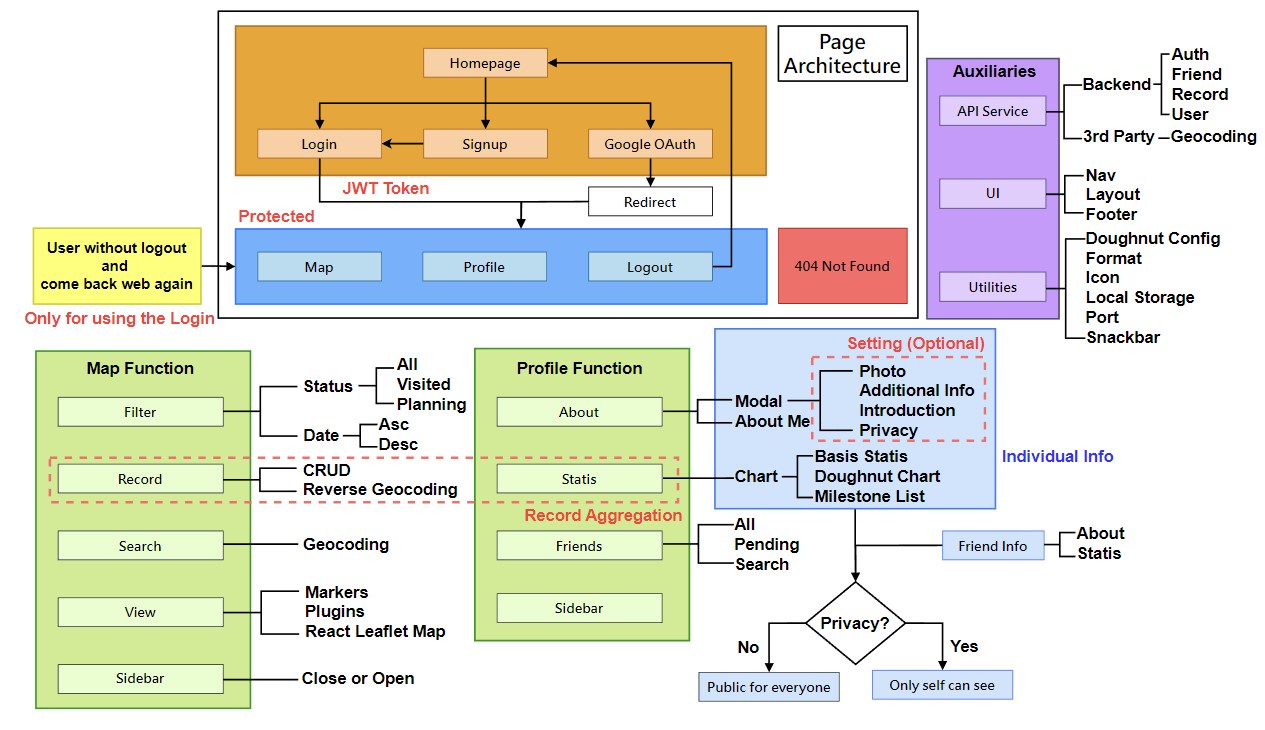 Page
Architecture
Homepage
Login
Signup
Google OAuth
JWT Token
Redirect
Protected
User without logout
and
come back web again
Only for using the Login
Map
Profile
Logout
404 Not Found
Auxiliaries
API Service
Backend
Auth
Friend
Record
User
3rd Party
Geocoding
UI
Nav
Layout
Footer
Utilities
Doughnut Config
Format
Icon
Local Storage
Port
Snackbar
Map Function
Filter
Status
All
Visited
Planning
Date
Asc
Desc
Record
CRUD
Reverse Geocoding
Search
Geocoding
View
Markers
Plugins
React Leaflet Map
Sidebar
Close or Open
Profile Function
About
Modal
About Me
Setting (Optional)
Photo
Additional Info
Introduction
Privacy
Statis
Chart
Basis Statis
Doughnut Chart
Milestone List
Individual Info
Record Aggregation
Friends
All
Pending
Search
Sidebar
Friend Info
About
Statis
Privacy?
No
Yes
Public for everyone
Only self can see